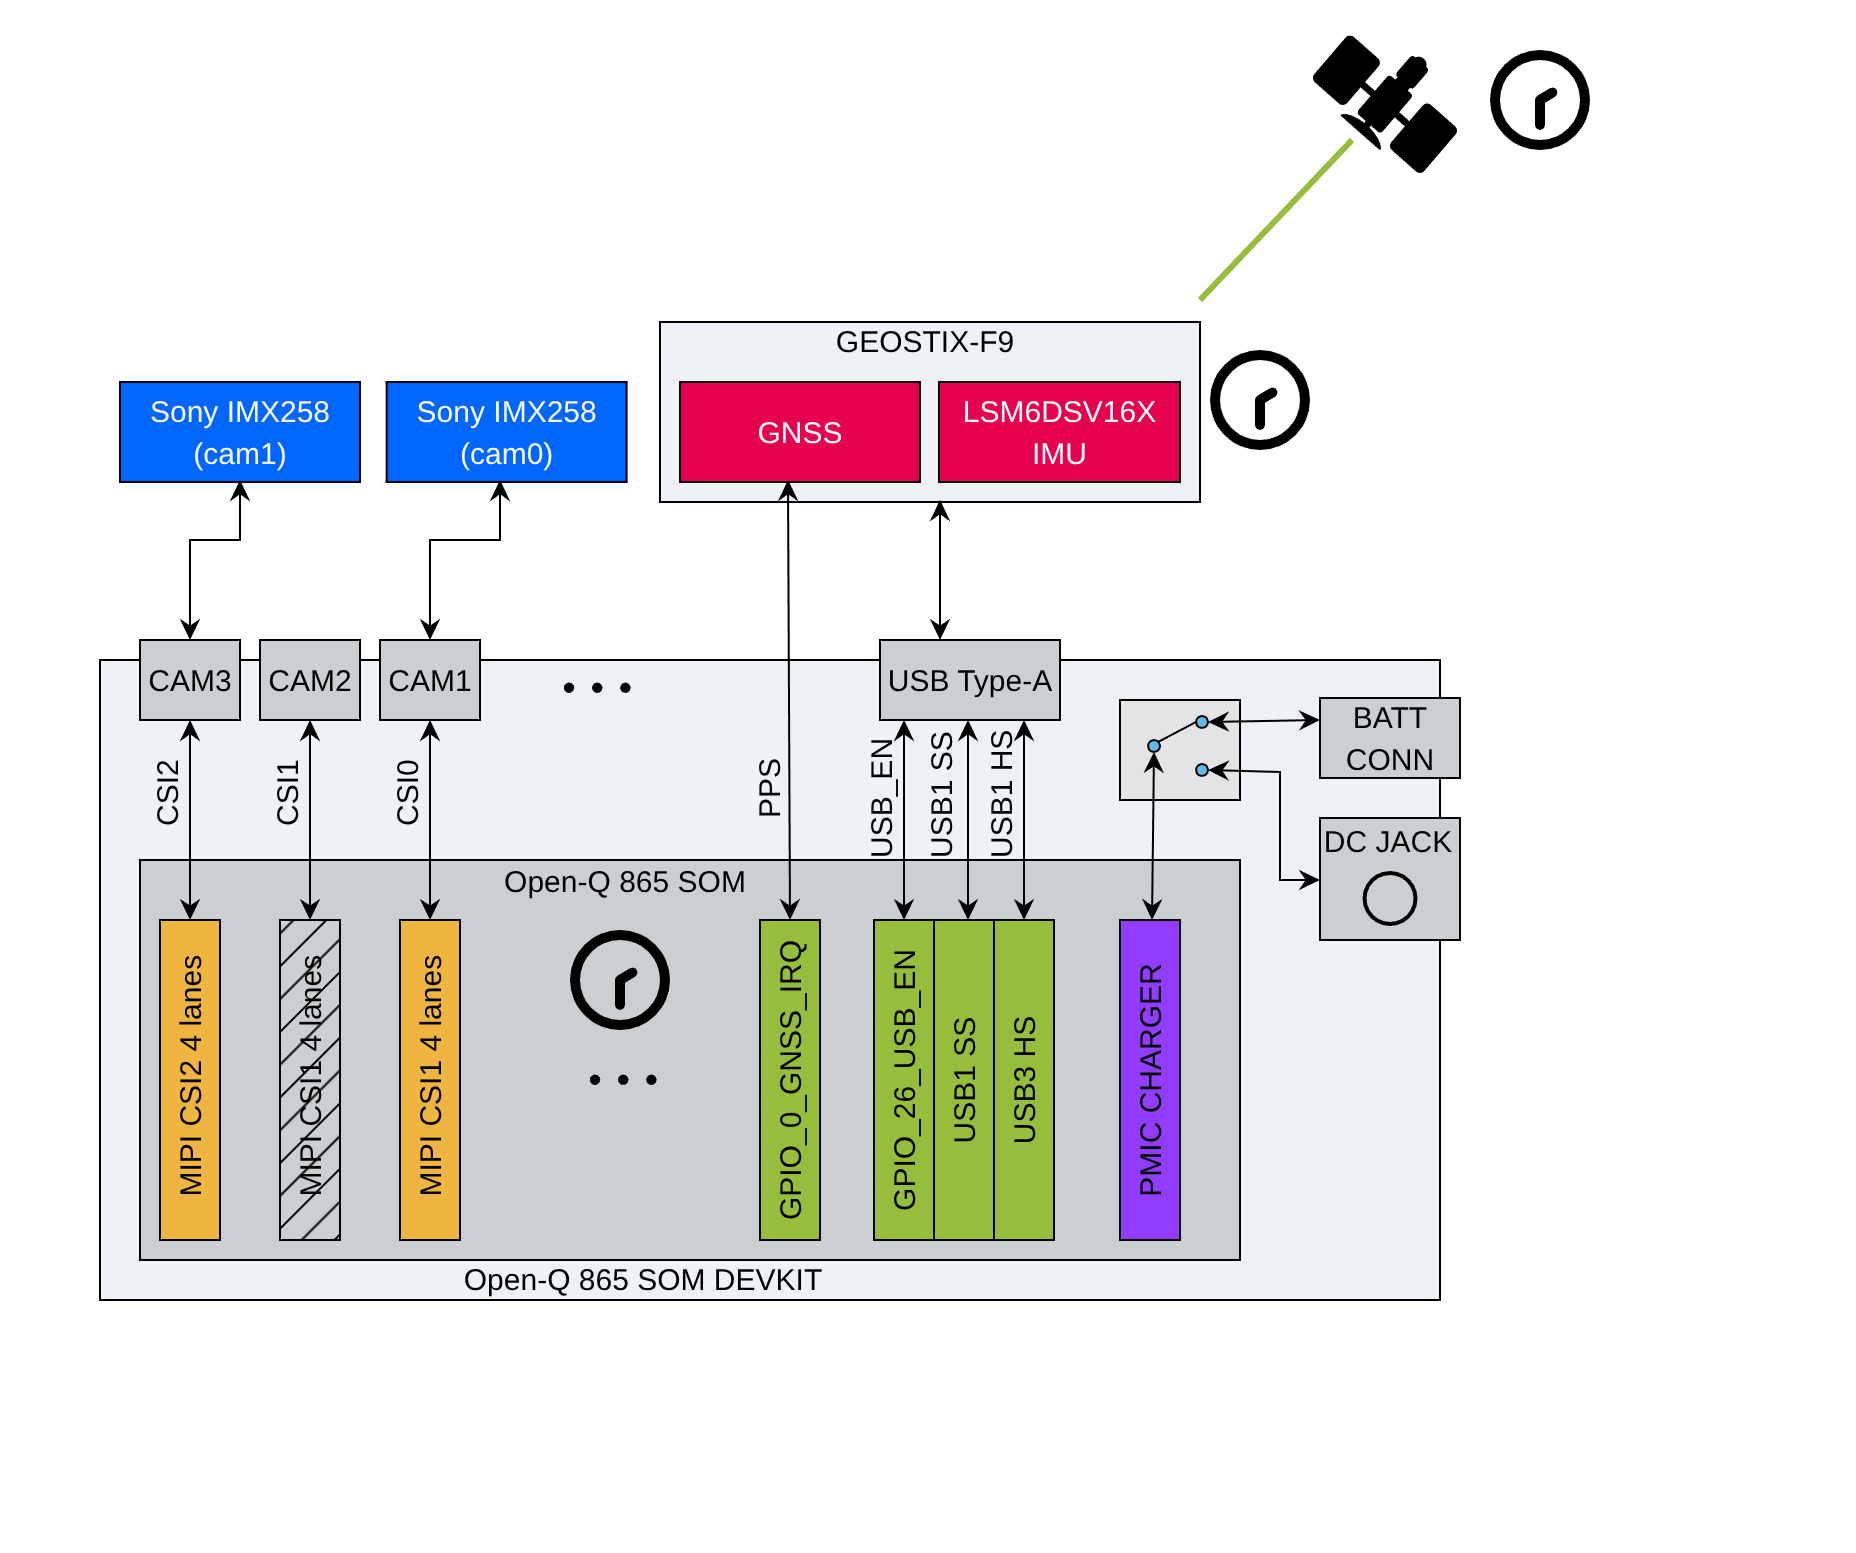 GEOSTIX-F9
Sony IMX258
(cam1)
Sony IMX258
(cam0)
GNSS
LSM6DSV16X
IMU
CAM3
CAM2
CAM1
USB Type-A
BATT
CONN
DC JACK
CSI2
CSI1
CSI0
PPS
USB_EN
USB1 SS
USB1 HS
Open-Q 865 SOM
MIPI CSI2 4 lanes
MIPI CSI1 4 lanes
MIPI CSI1 4 lanes
GPIO_0_GNSS_IRQ
GPIO_26_USB_EN
USB1 SS
USB3 HS
PMIC CHARGER
Open-Q 865 SOM DEVKIT